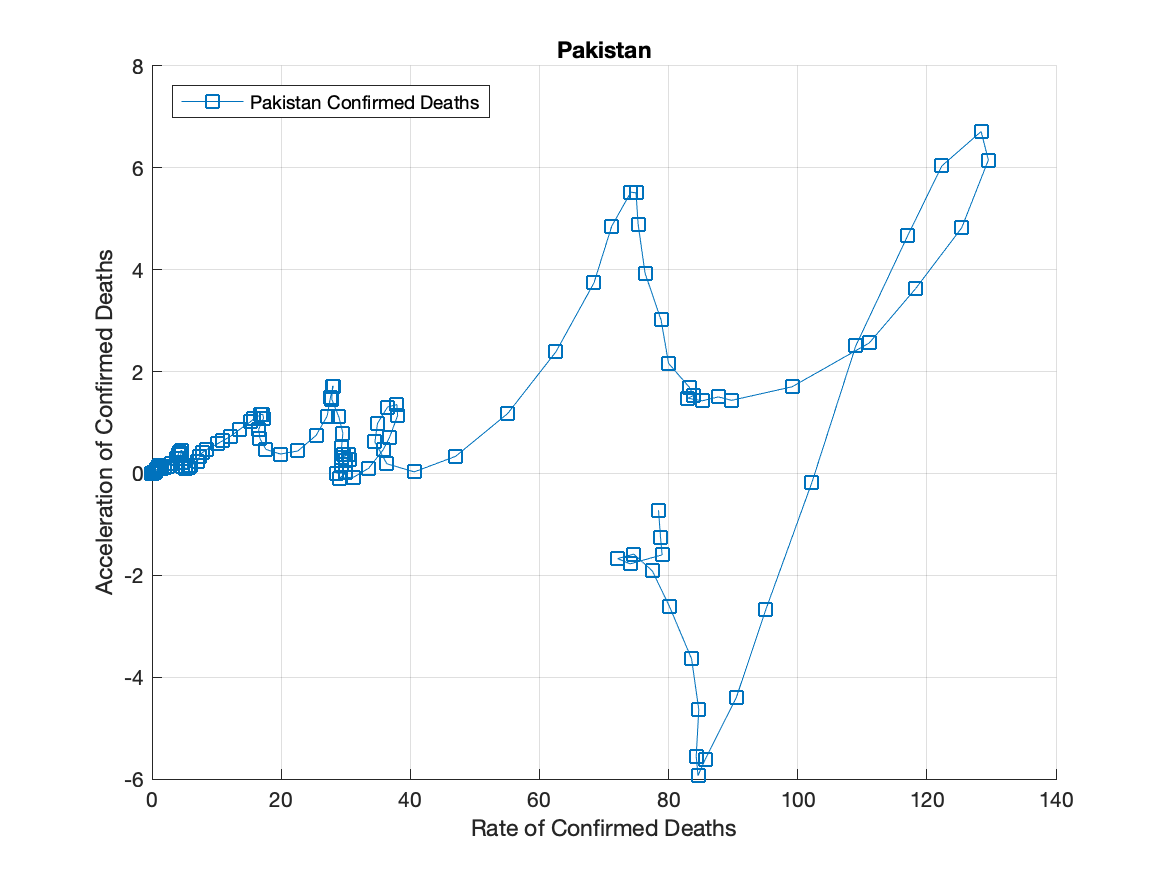 Pakistan
8
Pakistan Confirmed Deaths
6
4
2
0
-2
-4
-6
Acceleration of Confirmed Deaths
0 20 40 60 80 100 120 140
Rate of Confirmed Deaths